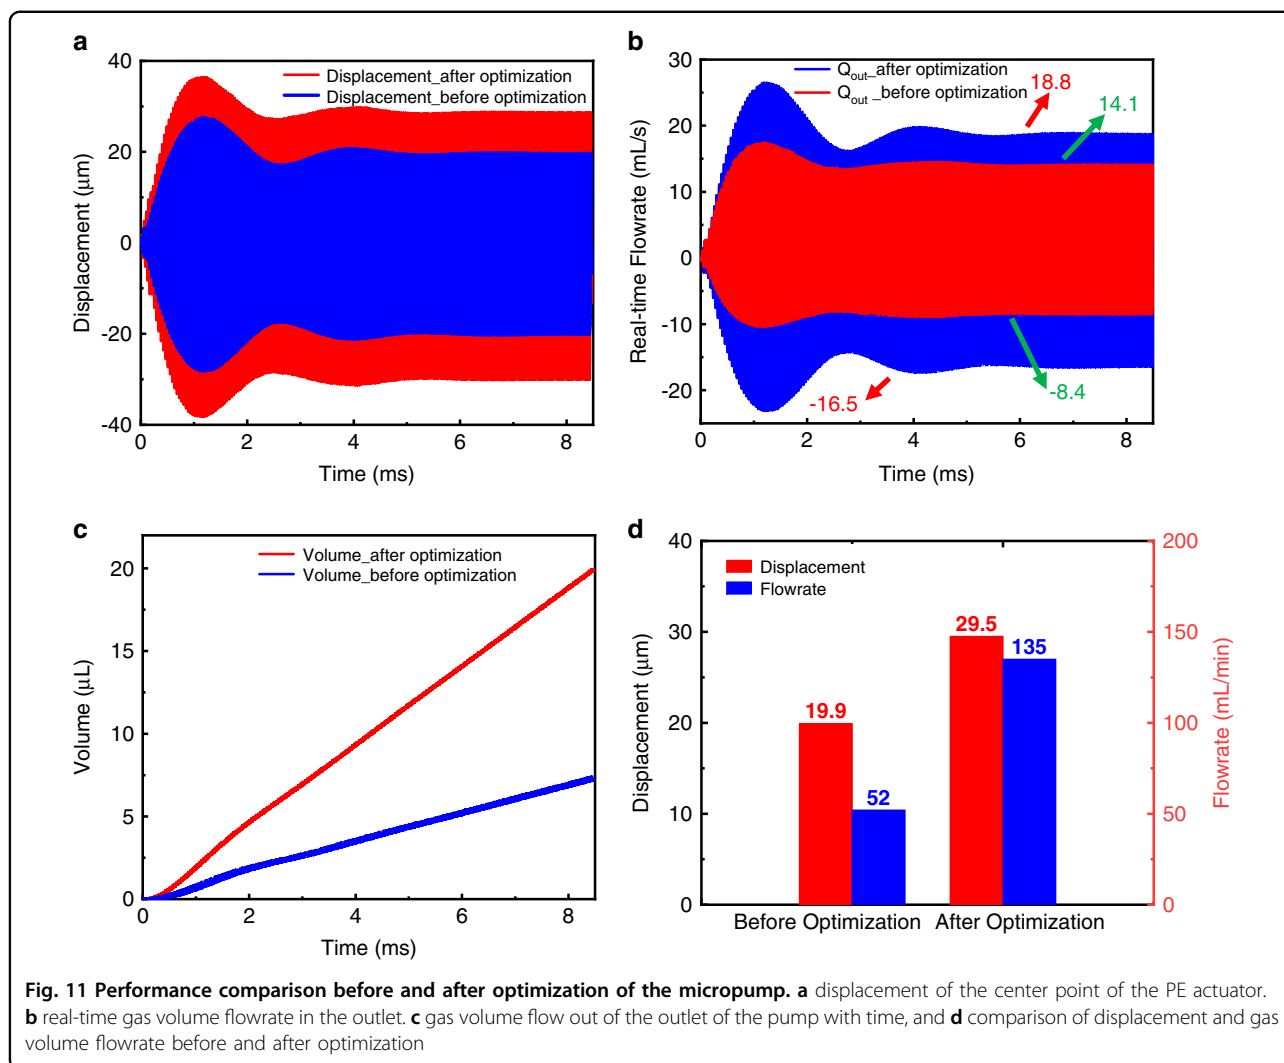 a
40
20
0
-20
-40
Displacement (μm)
Displacement_after optimization
Displacement_before optimization
0
2
4
6
8
Time (ms)
b
30
20
10
0
-10
-20
Real-time Flowrate (mL/s)
Qout_after optimization
Qout _before optimization
18.8
14.1
-16.5
-8.4
0
2
4
6
8
Time (ms)
c
20
15
10
5
0
Volume (μL)
Volume_after optimization
Volume_before optimization
0
2
4
6
8
Time (ms)
d
40
30
20
10
0
Displacement (μm)
Displacement
Flowrate
19.9
52
29.5
135
200
150
100
50
0
Flowrate (mL/min)
Before Optimization
After Optimization
Fig. 11 Performance comparison before and after optimization of the micropump. a displacement of the center point of the PE actuator.
b real-time gas volume flowrate in the outlet. c gas volume flow out of the outlet of the pump with time, and d comparison of displacement and gas
volume flowrate before and after optimization